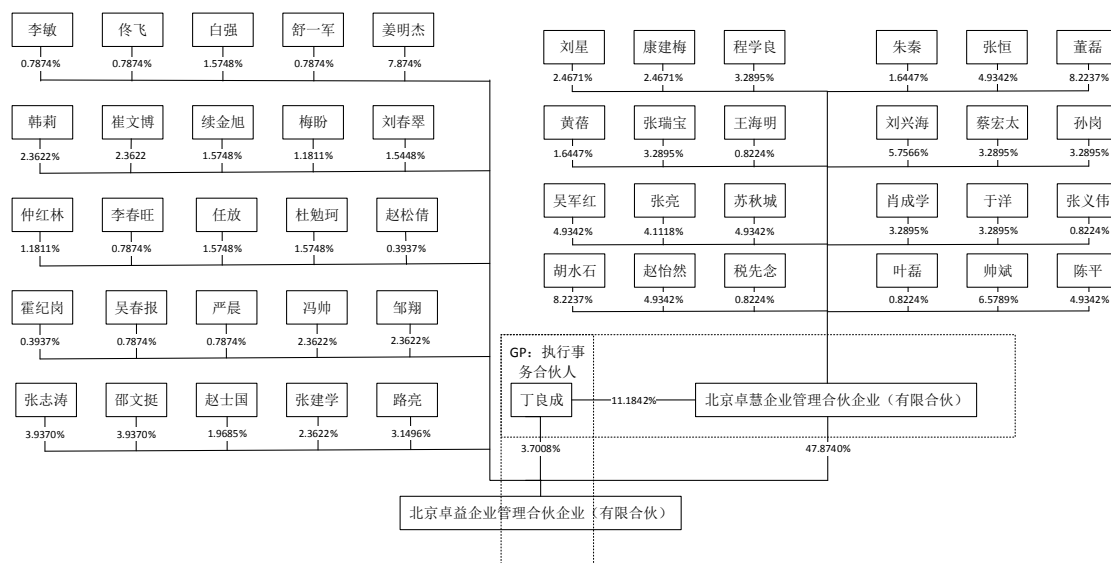 李敏 佟飞 白强 舒一军 姜明杰
0.7874% 0.7874% 1.5748% 0.7874% 7.874%
韩莉 崔文博 续金旭 梅盼 刘春翠
2.3622% 2.3622 1.5748% 1.1811% 1.5448%
仲红林 李春旺 任放 杜勉珂 赵松倩
1.1811% 0.7874% 1.5748% 1.5748% 0.3937%
霍纪岗 吴春报 严晨 冯帅 邹翔
0.3937% 0.7874% 0.7874% 2.3622% 2.3622%
张志涛 邵文挺 赵士国 张建学 路亮
3.9370% 3.9370% 1.9685% 2.3622% 3.1496%
刘星 康建梅 程学良 朱秦 张恒 董磊
2.4671% 2.4671% 3.2895% 1.6447% 4.9342% 8.2237%
黄蓓 张瑞宝 王海明 刘兴海 蔡宏太 孙岗
1.6447% 3.2895% 0.8224% 5.7566% 3.2895% 3.2895%
吴军红 张亮 苏秋城 肖成学 于洋 张义伟
4.9342% 4.1118% 4.9342% 3.2895% 3.2895% 0.8224%
胡水石 赵怡然 税先念 叶磊 帅斌 陈平
8.2237% 4.9342% 0.8224% 0.8224% 6.5789% 4.9342%
GP：执行事
务合伙人
丁良成 11.1842% 北京卓慧企业管理合伙企业（有限合伙）
3.7008% 47.8740%
北京卓益企业管理合伙企业（有限合伙）